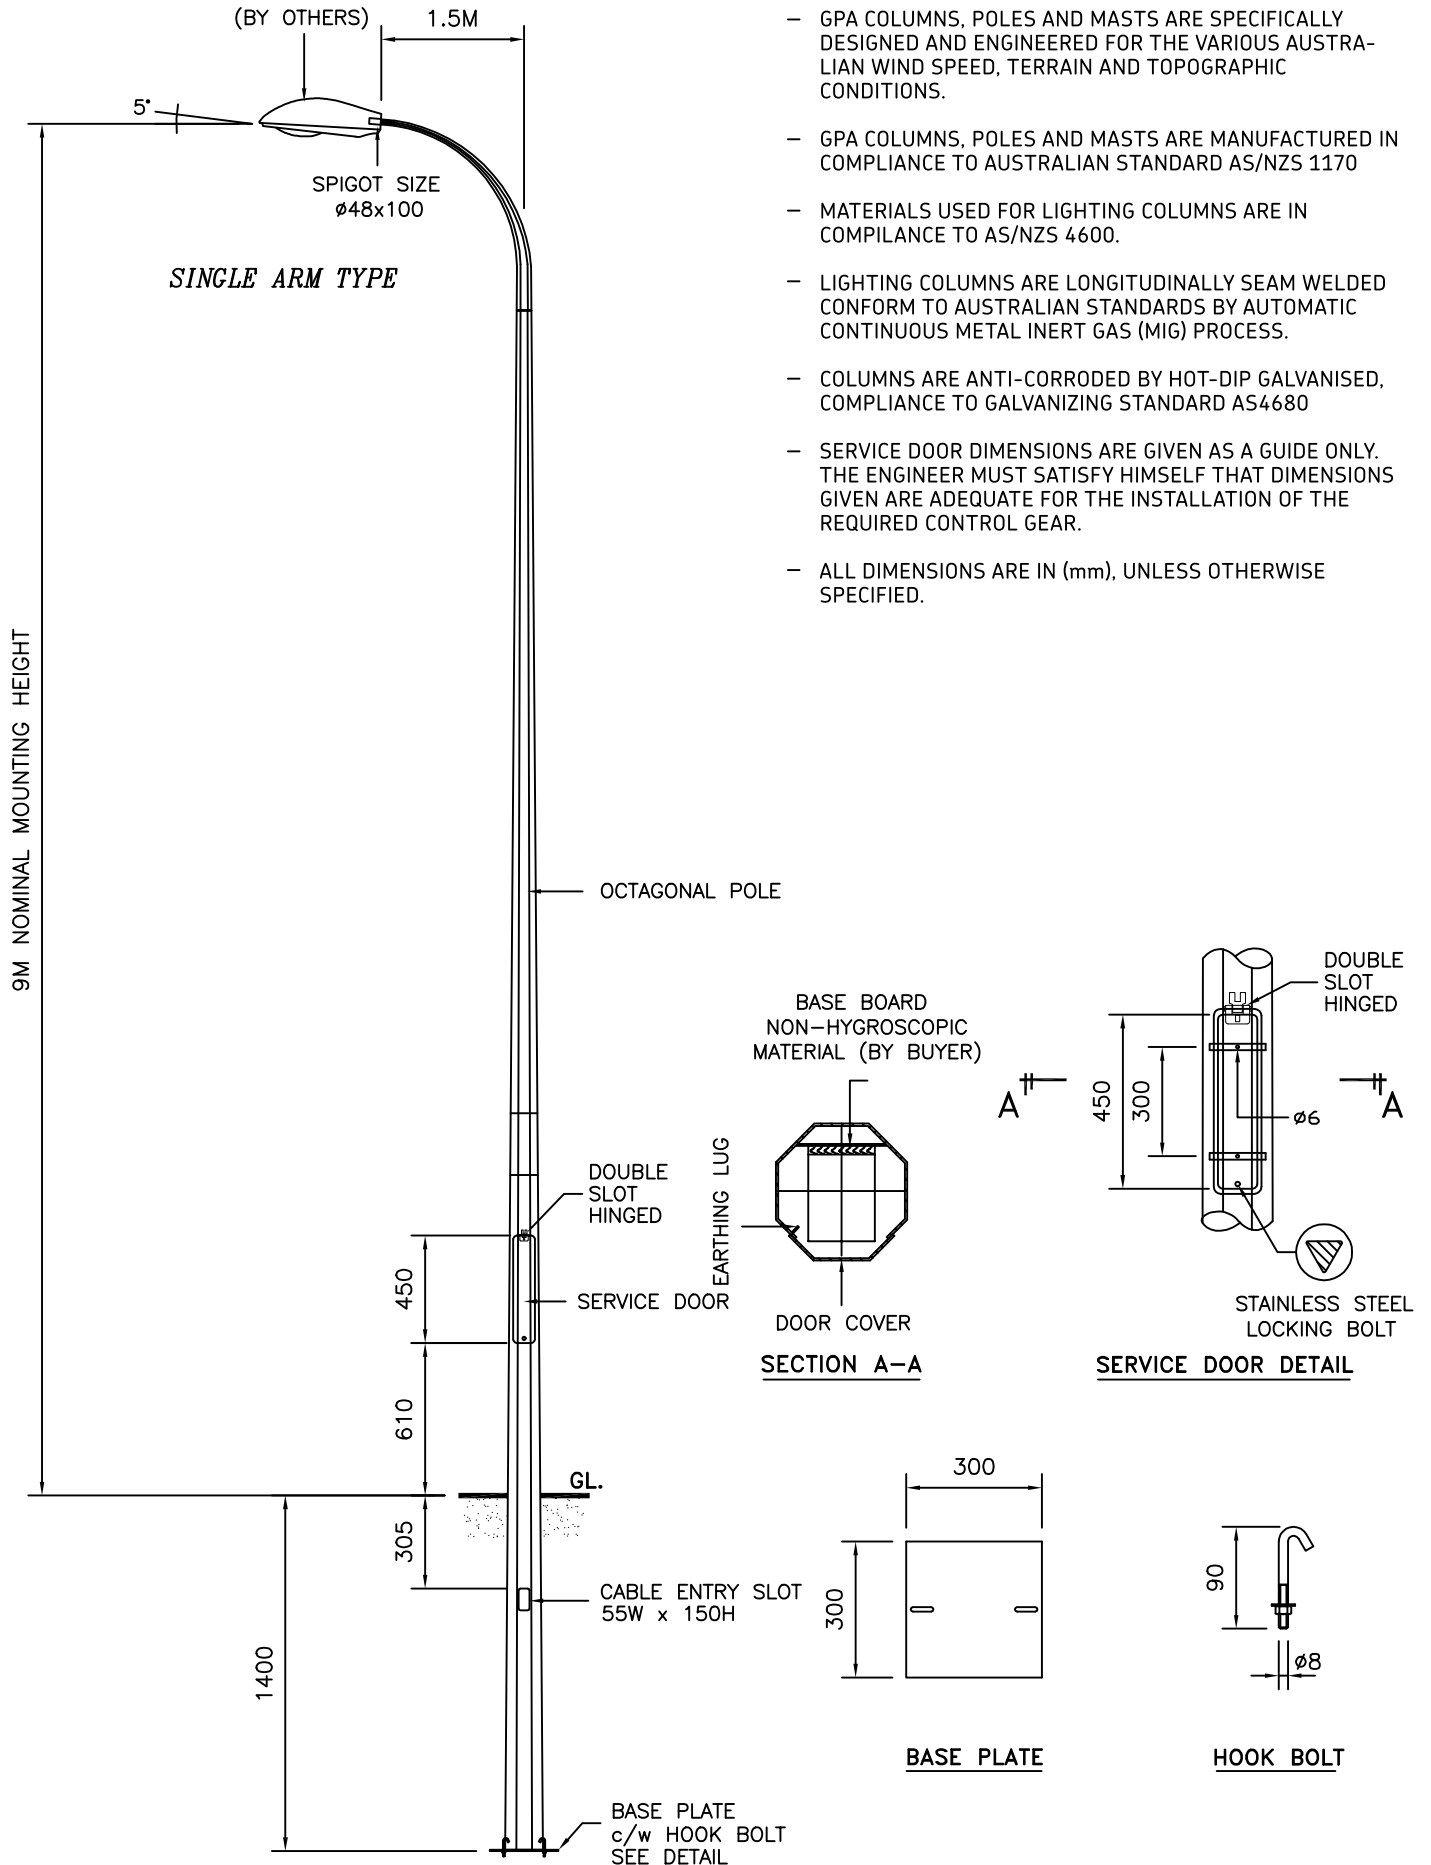 (BY OTHERS)
1.5M
5°
SPIGOT SIZE
ø48x100
SINGLE ARM TYPE
9M NOMINAL MOUNTING HEIGHT
OCTAGONAL POLE
DOUBLE
SLOT
HINGED
450
SERVICE DOOR
610
GL.
305
CABLE ENTRY SLOT
55W x 150H
1400
BASE PLATE
c/w HOOK BOLT
SEE DETAIL
– GPA COLUMNS, POLES AND MASTS ARE SPECIFICALLY
DESIGNED AND ENGINEERED FOR THE VARIOUS AUSTRA-
LIAN WIND SPEED, TERRAIN AND TOPOGRAPHIC
CONDITIONS.
– GPA COLUMNS, POLES AND MASTS ARE MANUFACTURED IN
COMPLIANCE TO AUSTRALIAN STANDARD AS/NZS 1170
– MATERIALS USED FOR LIGHTING COLUMNS ARE IN
COMPILANCE TO AS/NZS 4600.
– LIGHTING COLUMNS ARE LONGITUDINALLY SEAM WELDED
CONFORM TO AUSTRALIAN STANDARDS BY AUTOMATIC
CONTINUOUS METAL INERT GAS (MIG) PROCESS.
– COLUMNS ARE ANTI-CORRODED BY HOT-DIP GALVANISED,
COMPLIANCE TO GALVANIZING STANDARD AS4680
– SERVICE DOOR DIMENSIONS ARE GIVEN AS A GUIDE ONLY.
THE ENGINEER MUST SATISFY HIMSELF THAT DIMENSIONS
GIVEN ARE ADEQUATE FOR THE INSTALLATION OF THE
REQUIRED CONTROL GEAR.
– ALL DIMENSIONS ARE IN (mm), UNLESS OTHERWISE
SPECIFIED.
BASE BOARD
NON-HYGROSCOPIC
MATERIAL (BY BUYER)
EARTHING LUG
DOOR COVER
SECTION A-A
DOUBLE
SLOT
HINGED
A
450
300
ø6
A
STAINLESS STEEL
LOCKING BOLT
SERVICE DOOR DETAIL
300
300
BASE PLATE
90
ø8
HOOK BOLT